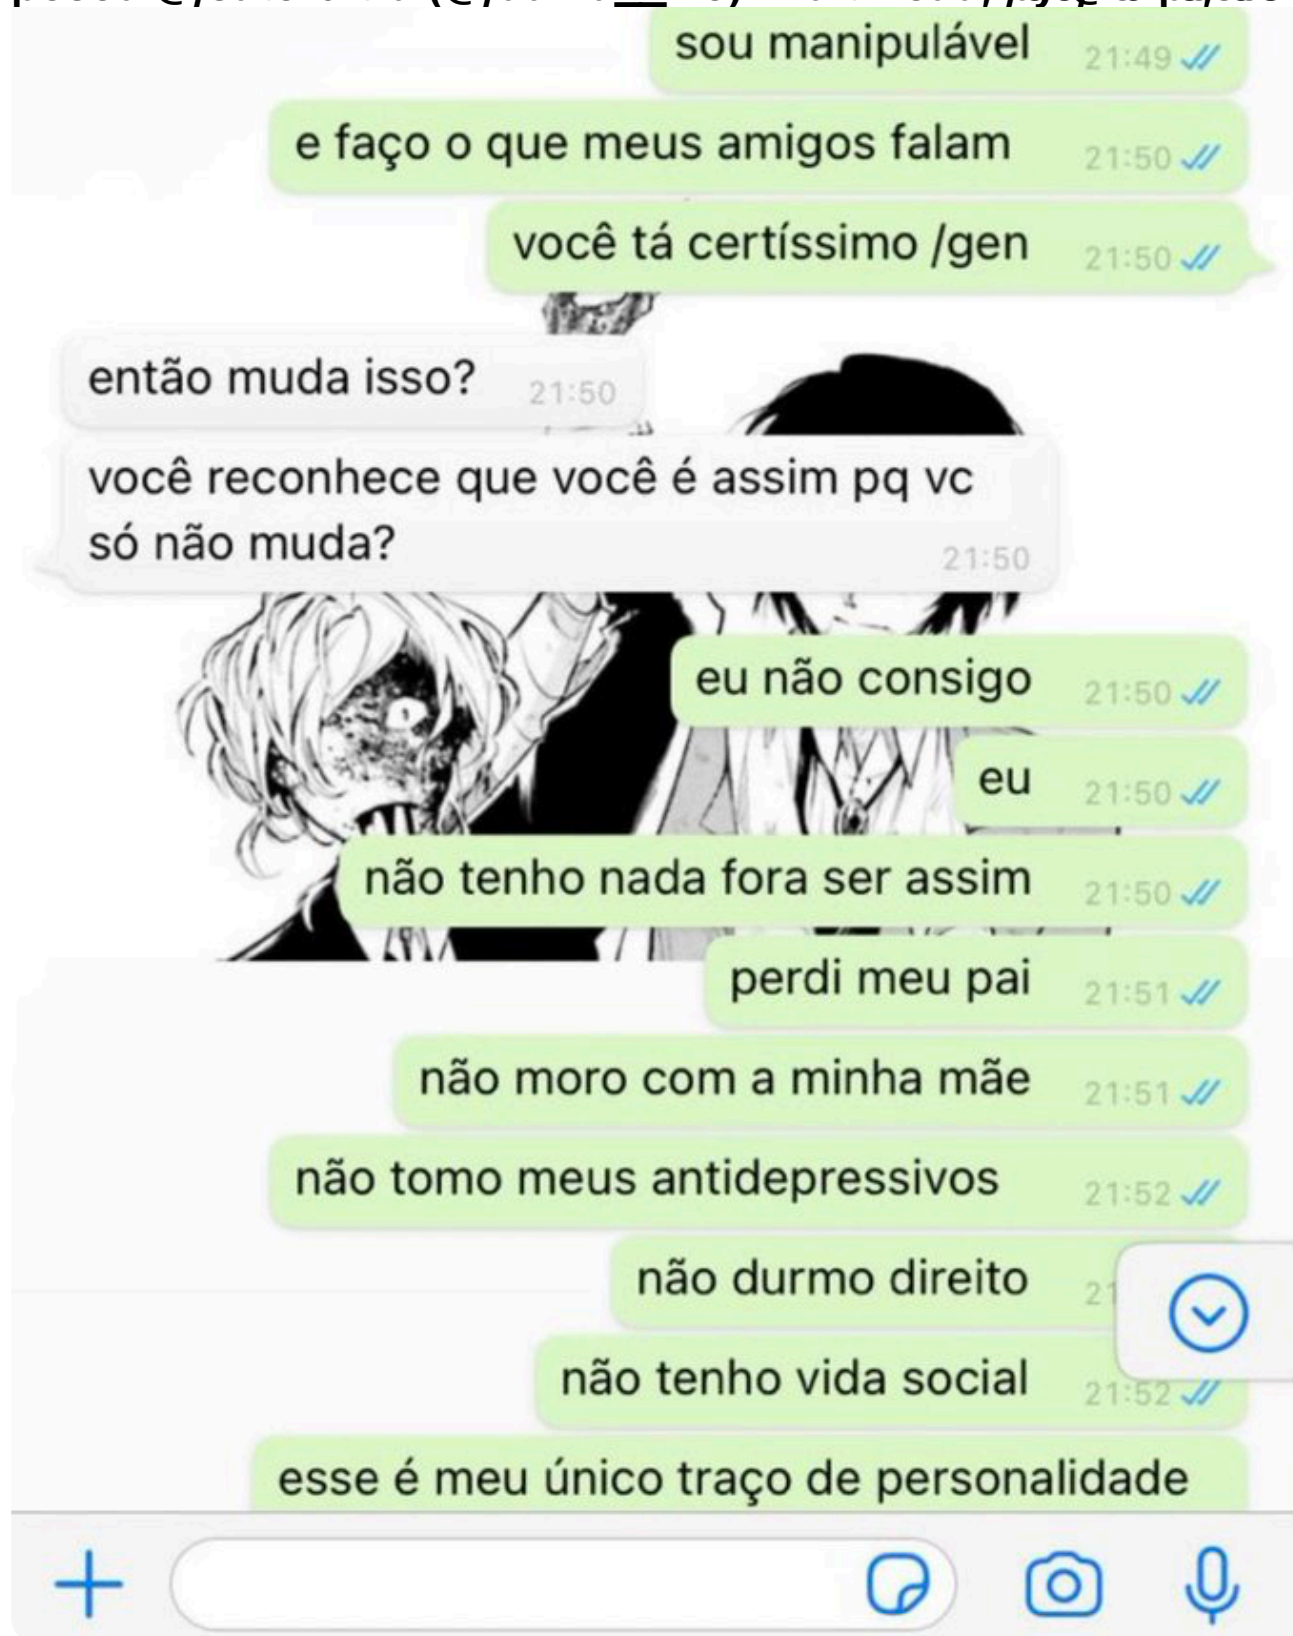 sou manipulável 21:49
e faço o que meus amigos falam 21:50
você tá certíssimo /gen 21:50
então muda isso? 21:50
você reconhece que você é assim pq vc
só não muda? 21:50
eu não consigo 21:50
eu 21:50
não tenho nada fora ser assim 21:50
perdi meu pai 21:51
não moro com a minha mãe 21:51
não tomo meus antidepressivos 21:52
não durmo direito
não tenho vida social 21:52
esse é meu único traço de personalidade